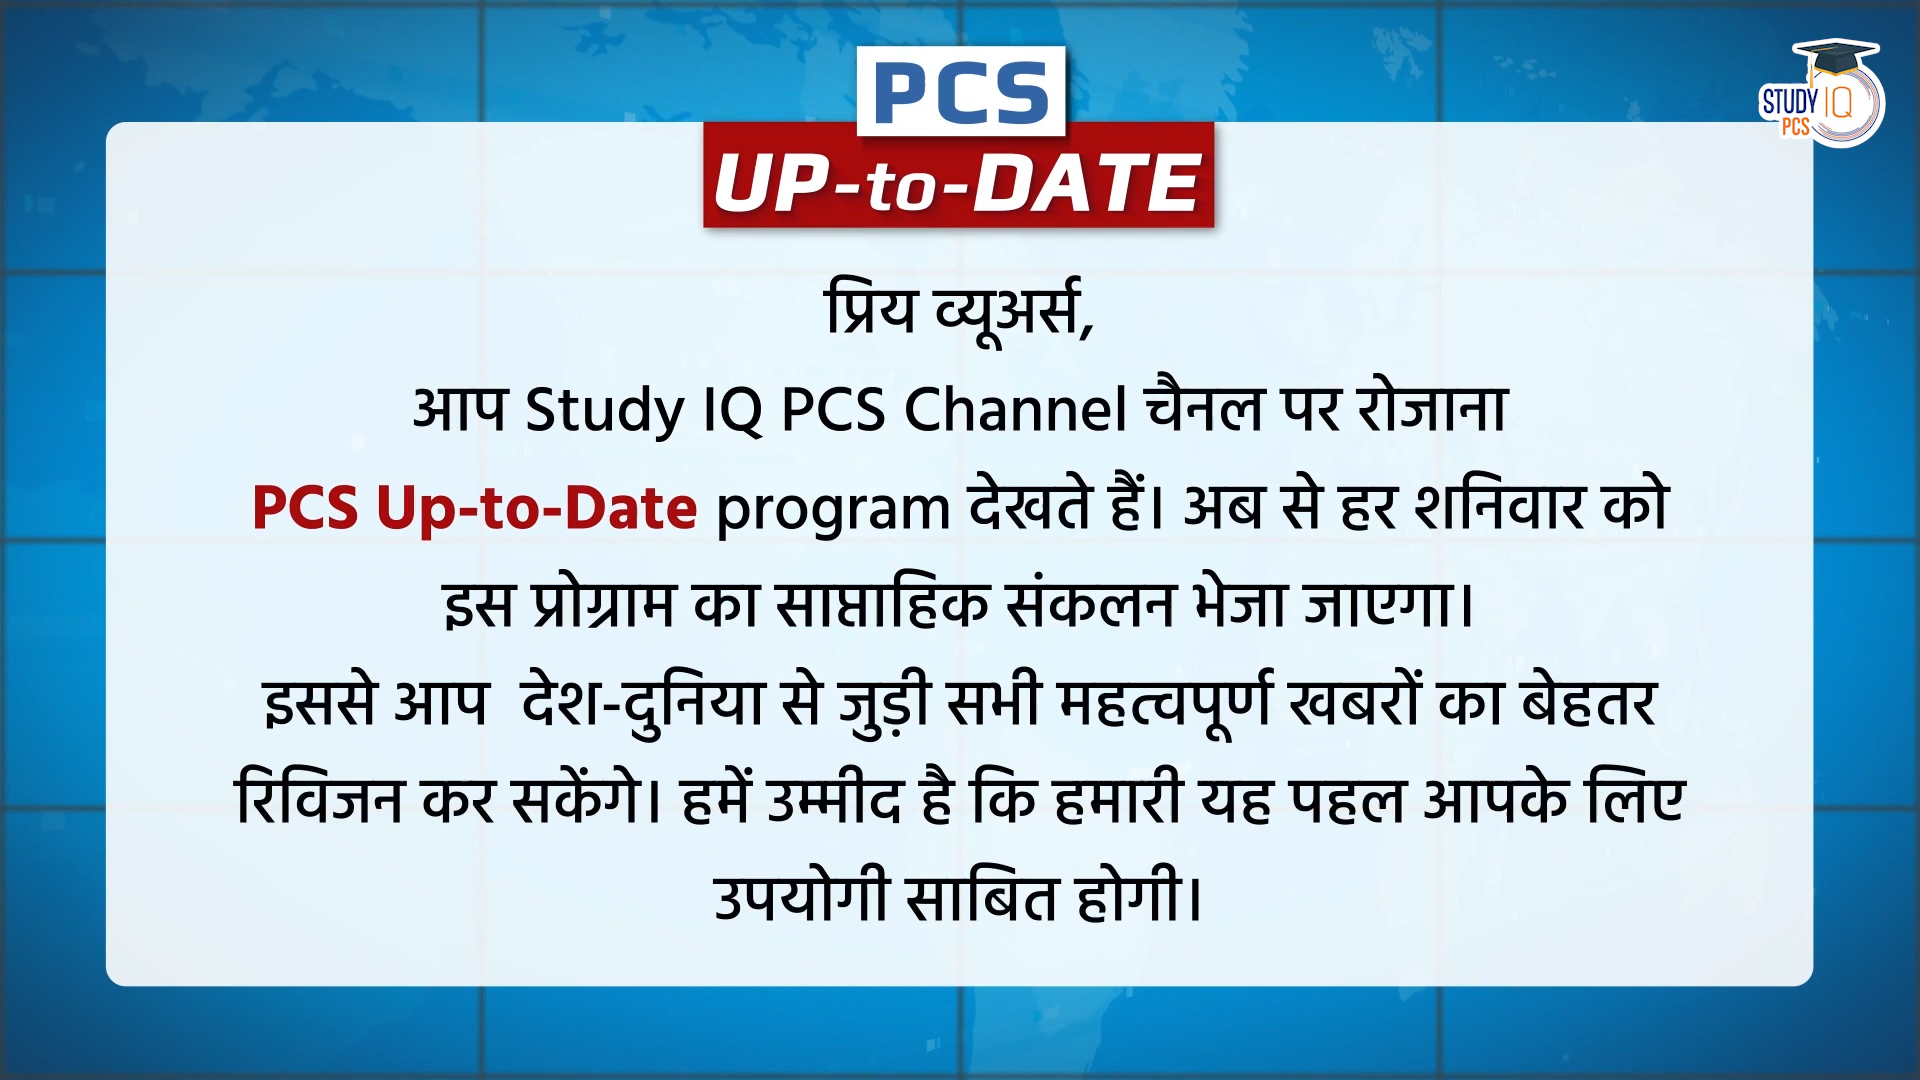 PCS
UP-to-DATE
STUDY IQ
PCS
प्रिय व्यूअर्स,
आप Study IQ PCS Channel चैनल पर रोजाना
PCS Up-to-Date program देखते हैं। अब से हर शनिवार को
इस प्रोग्राम का साप्ताहिक संकलन भेजा जाएगा।
इससे आप देश-दुनिया से जुड़ी सभी महत्वपूर्ण खबरों का बेहतर
रिविजन कर सकेंगे। हमें उम्मीद है कि हमारी यह पहल आपके लिए
उपयोगी साबित होगी।